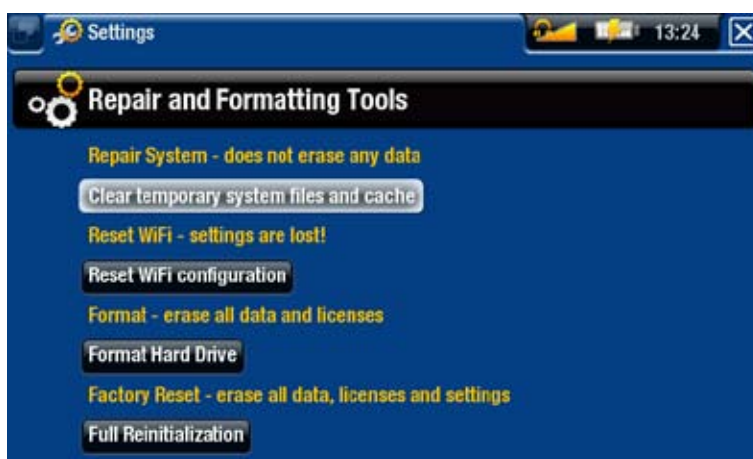 Settings
13:24
Repair and Formatting Tools
Repair System - does not erase any data
Clear temporary system files and cache
Reset WiFi - settings are lost!
Reset WiFi configuration
Format - erase all data and licenses
Format Hard Drive
Factory Reset - erase all data, licenses and settings
Full Reinitialization